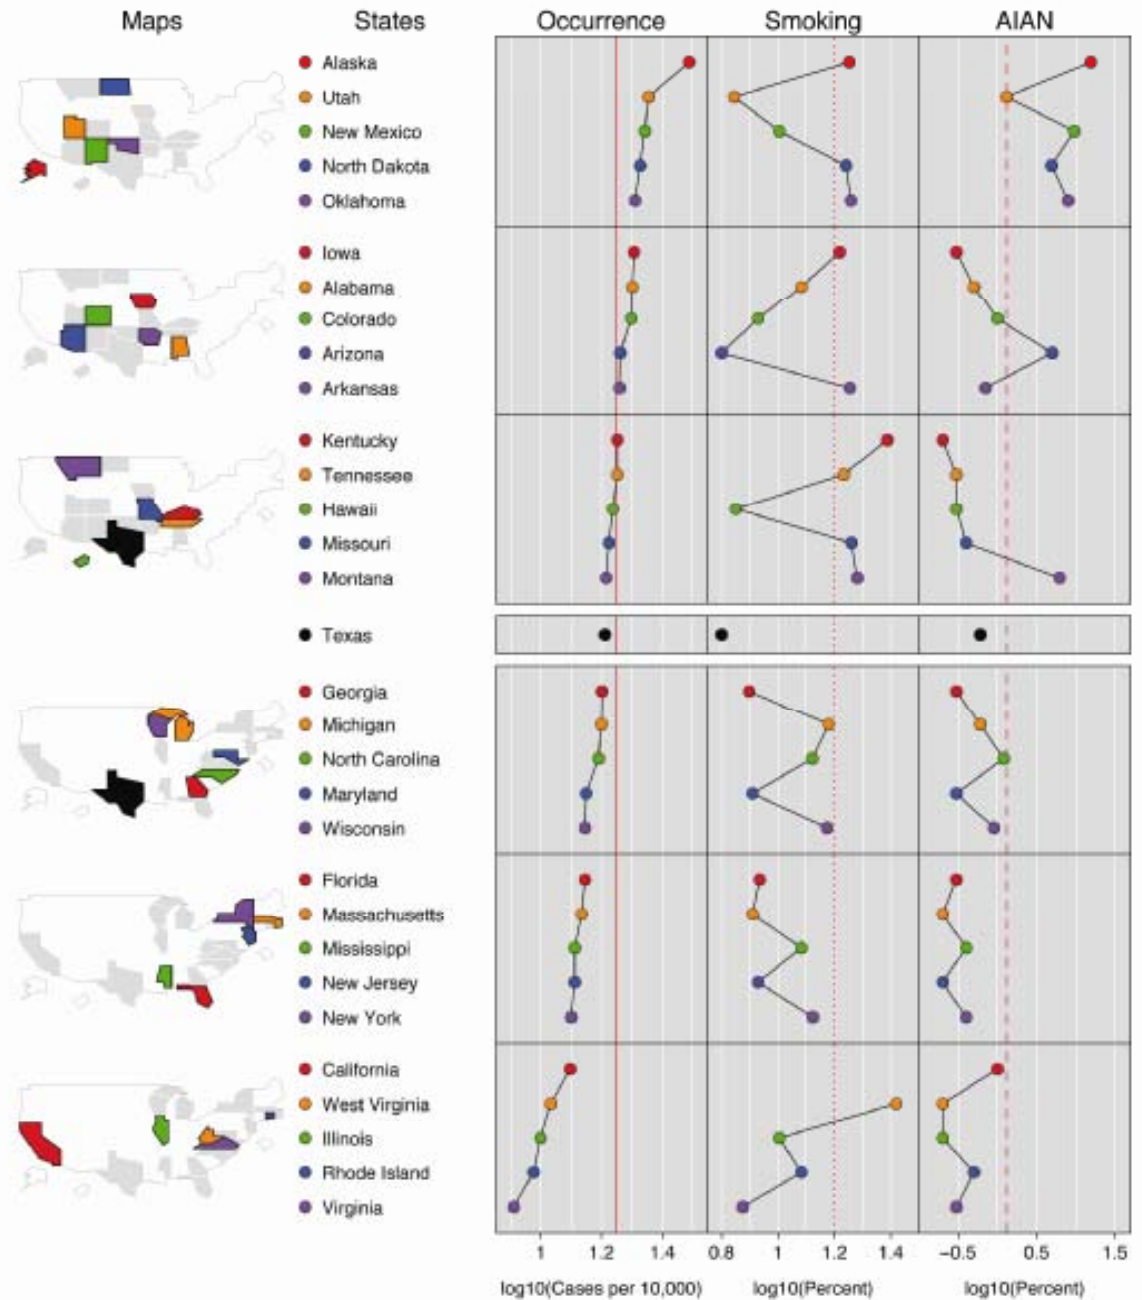 Maps States Occurrence Smoking AIAN
Alaska
Utah
New Mexico
North Dakota
Oklahoma
Iowa
Alabama
Colorado
Arizona
Arkansas
Kentucky
Tennessee
Hawaii
Missouri
Montana
Texas
Georgia
Michigan
North Carolina
Maryland
Wisconsin
Florida
Massachusetts
Mississippi
New Jersey
New York
California
West Virginia
Illinois
Rhode Island
Virginia
1 1.2 1.4 0.8 1 1.2 1.4 −0.5 0.5 1.5
log10(Cases per 10,000) log10(Percent) log10(Percent)